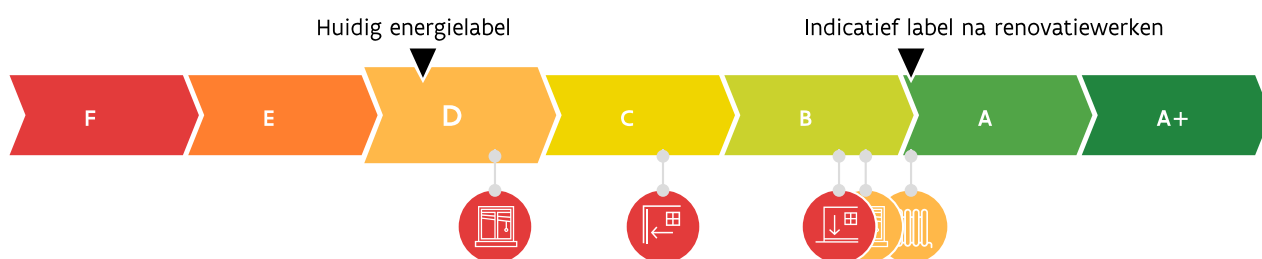 Huidig energielabel Indicatief label na renovatiewerken
F E D C B A A+